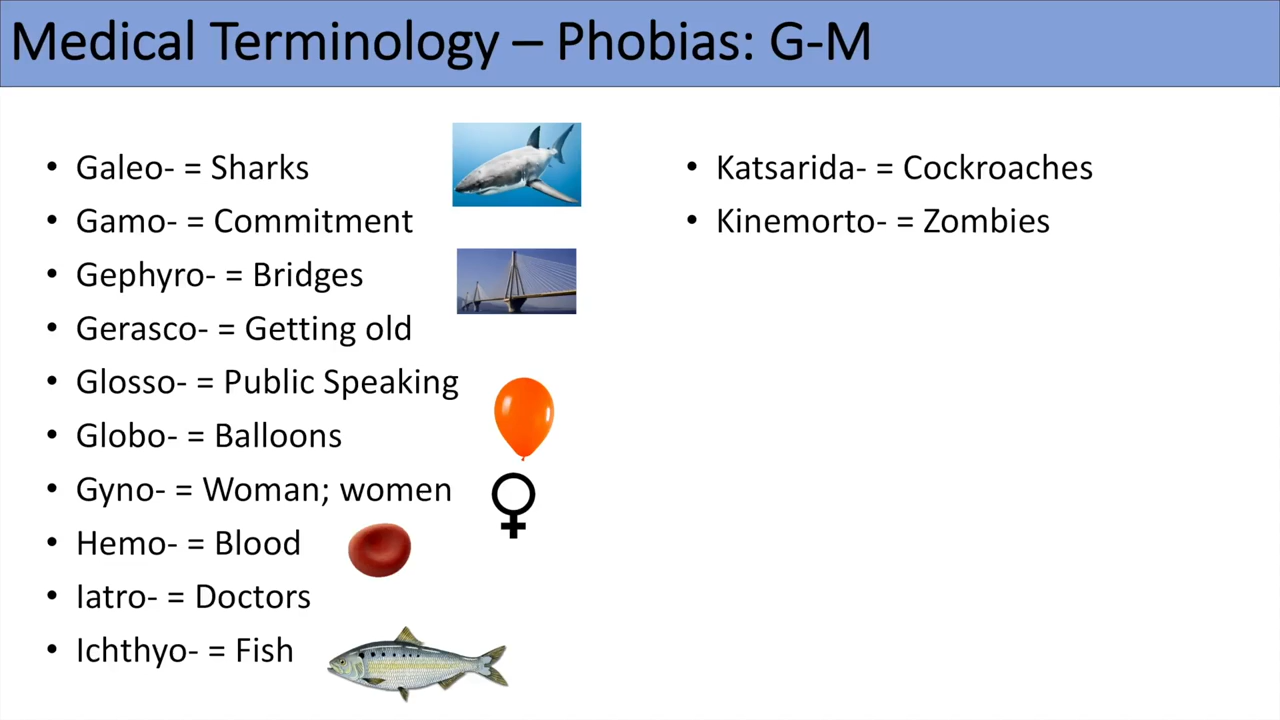 Medical Terminology – Phobias: G-M
• Galeo- = Sharks
• Gamo- = Commitment
• Gephyro- = Bridges
• Gerasco- = Getting old
• Glosso- = Public Speaking
• Globo- = Balloons
• Gyno- = Woman; women
• Hemo- = Blood
• Iatro- = Doctors
• Ichthyo- = Fish
• Katsarida- = Cockroaches
• Kinemorto- = Zombies